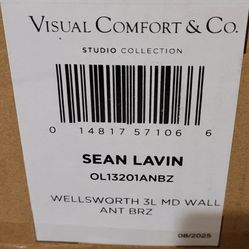 VISUAL COMFORT & CO.
STUDIO COLLECTION
0 14817 57106 6
SEAN LAVIN
OL13201ANBZ
WELLSWORTH 3L MD WALL
ANT BRZ
08/2025